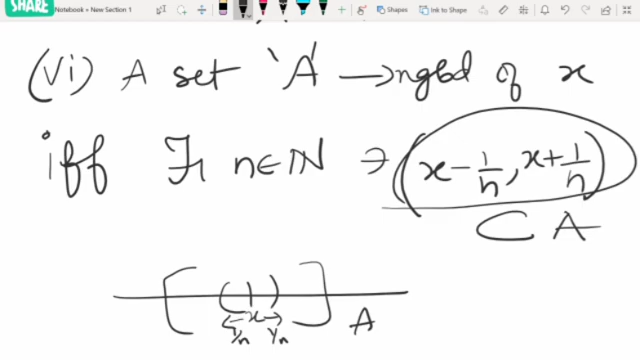 SHARE
Notebook » New Section 1
Shapes
Ink to Shape
(vi) A set 'A' → ngbd of x
iff ∃ n∈ℕ ∋ (x - 1/n, x + 1/n)
⊂ A
[ ( | ) ]
← x →
1/n 1/n A